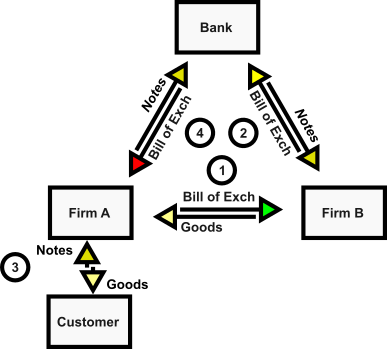 Bank
Notes
Bill of Exch
Bill of Exch
Notes
4
2
1
Bill of Exch
Firm A
Firm B
Goods
Notes
3
Goods
Customer